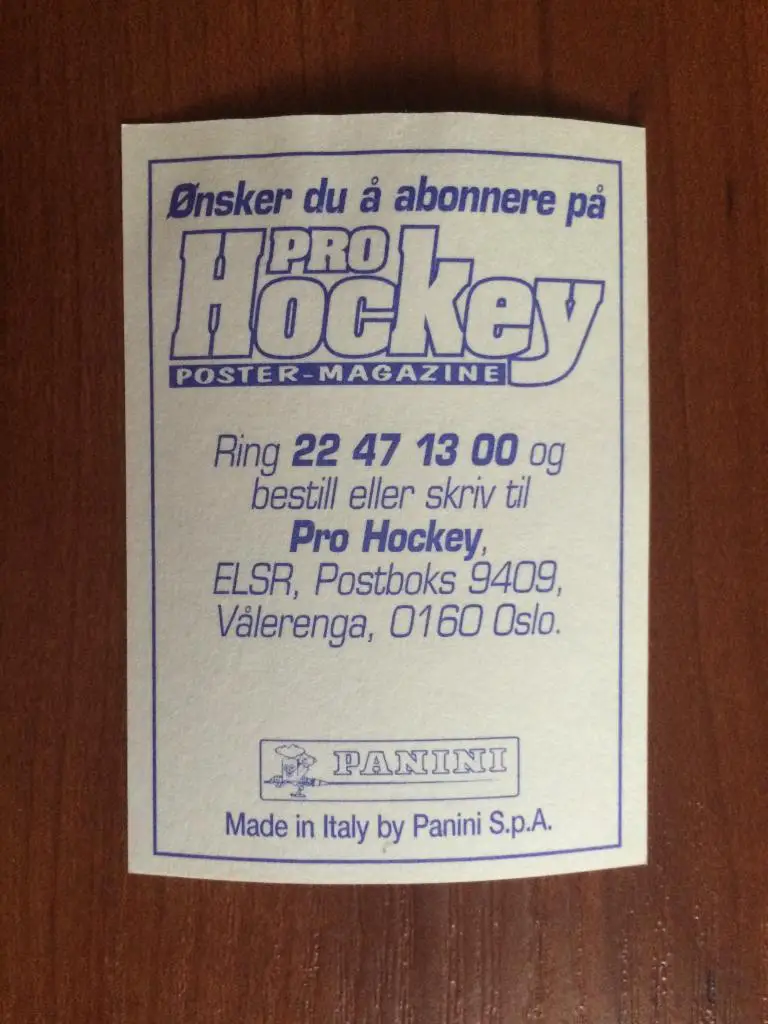 Ønsker du å abonnere på
PRO
Hockey
POSTER-MAGAZINE
Ring 22 47 13 00 og
bestill eller skriv til
Pro Hockey,
ELSR, Postboks 9409,
Vålerenga, 0160 Oslo.
PANINI
Made in Italy by Panini S.p.A.